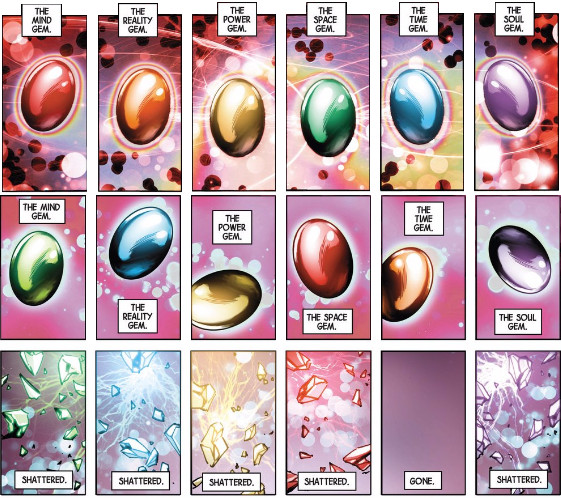 THE
MIND
GEM.
THE
REALITY
GEM.
THE
POWER
GEM.
THE
SPACE
GEM.
THE
TIME
GEM.
THE
SOUL
GEM.
THE MIND
GEM.
THE
REALITY
GEM.
THE
POWER
GEM.
THE SPACE
GEM.
THE
TIME
GEM.
THE SOUL
GEM.
SHATTERED.
SHATTERED.
SHATTERED.
SHATTERED.
GONE.
SHATTERED.